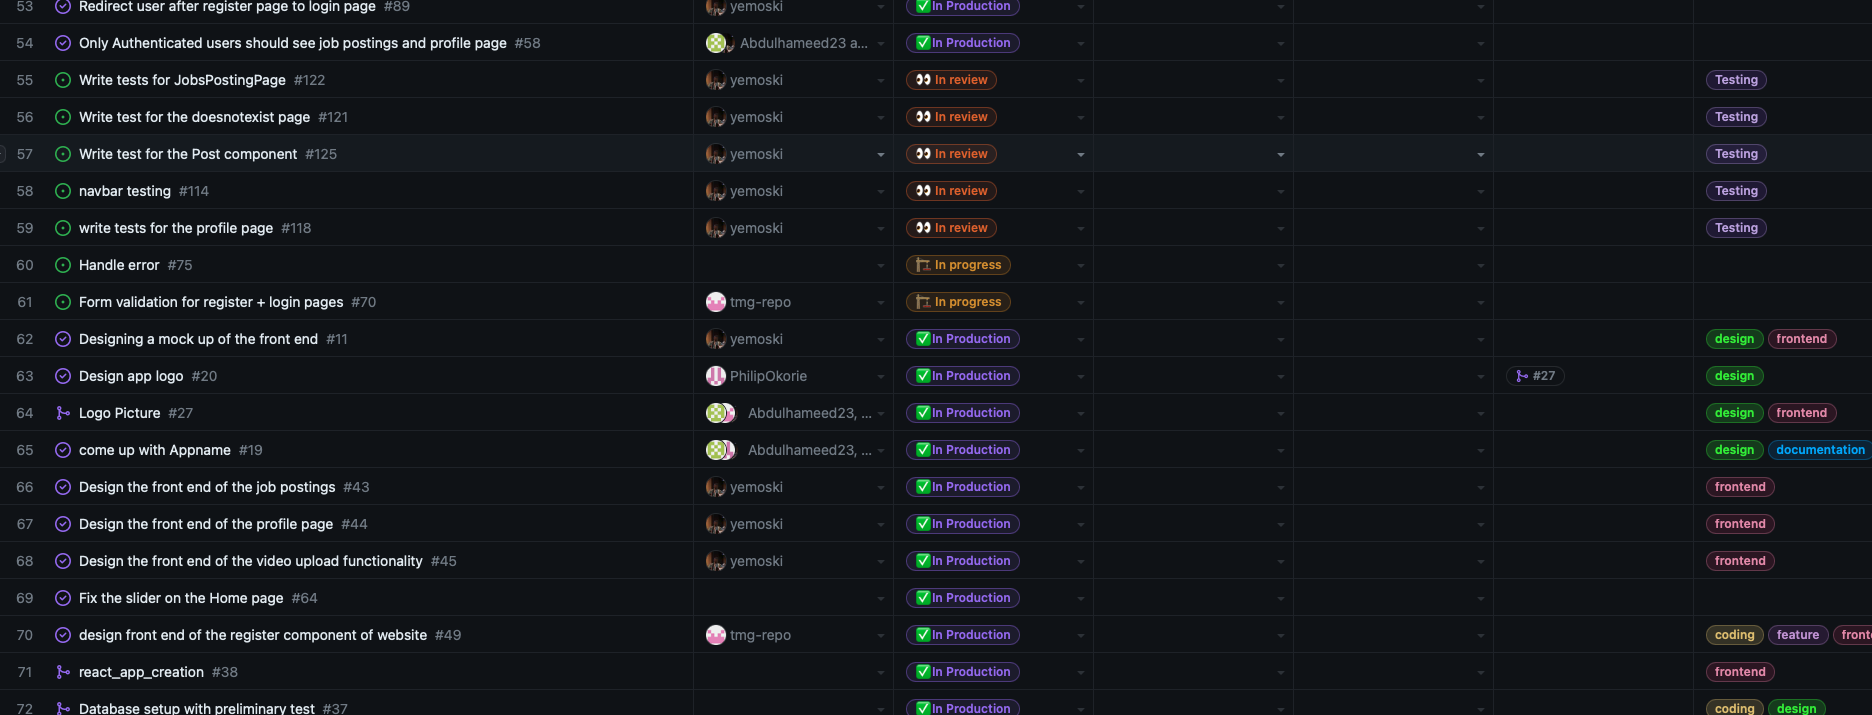 53 Redirect user after register page to login page #89 yemoski In Production
54 Only Authenticated users should see job postings and profile page #58 Abdulhameed23 a... In Production
55 Write tests for JobsPostingPage #122 yemoski In review Testing
56 Write test for the doesnotexist page #121 yemoski In review Testing
57 Write test for the Post component #125 yemoski In review Testing
58 navbar testing #114 yemoski In review Testing
59 write tests for the profile page #118 yemoski In review Testing
60 Handle error #75 In progress
61 Form validation for register + login pages #70 tmg-repo In progress
62 Designing a mock up of the front end #11 yemoski In Production design frontend
63 Design app logo #20 PhilipOkorie In Production #27 design
64 Logo Picture #27 Abdulhameed23, ... In Production design frontend
65 come up with Appname #19 Abdulhameed23, ... In Production design documentation
66 Design the front end of the job postings #43 yemoski In Production frontend
67 Design the front end of the profile page #44 yemoski In Production frontend
68 Design the front end of the video upload functionality #45 yemoski In Production frontend
69 Fix the slider on the Home page #64 In Production
70 design front end of the register component of website #49 tmg-repo In Production coding feature front
71 react_app_creation #38 In Production frontend
72 Database setup with preliminary test #37 In Production coding design